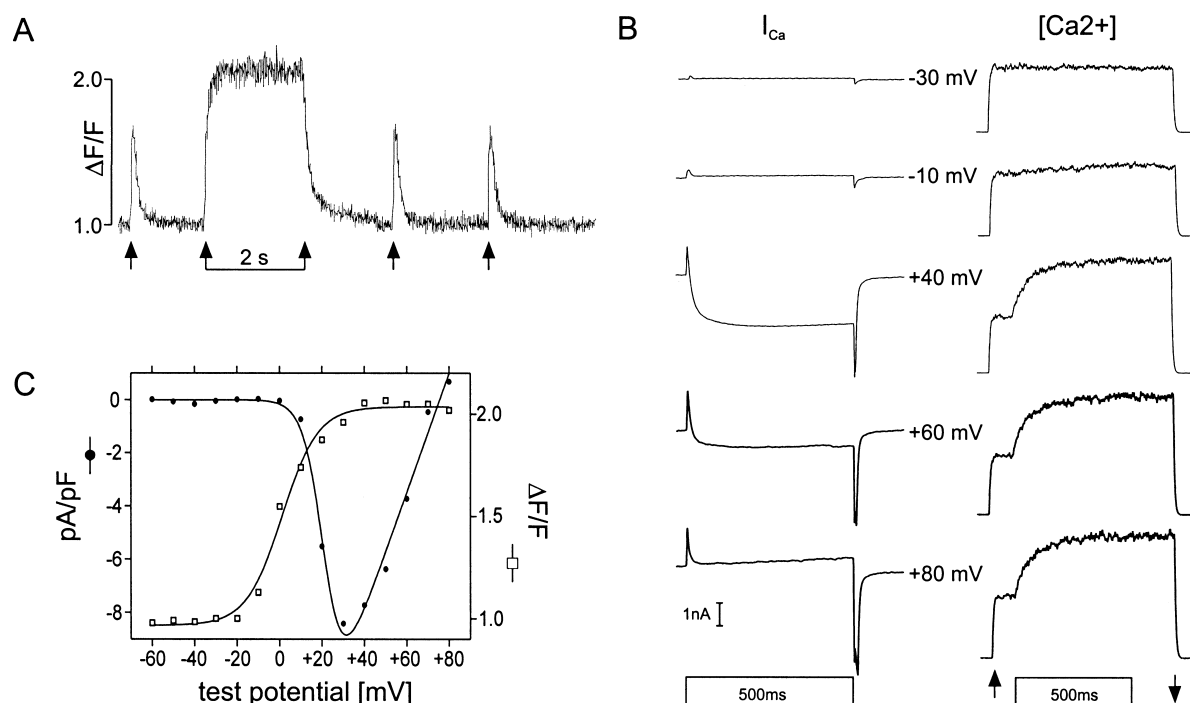 A
ΔF/F
2.0
1.0
2 s
B
I Ca
[Ca2+]
-30 mV
-10 mV
+40 mV
+60 mV
+80 mV
1nA
500ms
500ms
C
pA/pF
0
-2
-4
-6
-8
2.0
1.5
1.0
ΔF/F
-60 -40 -20 0 +20 +40 +60 +80
test potential [mV]